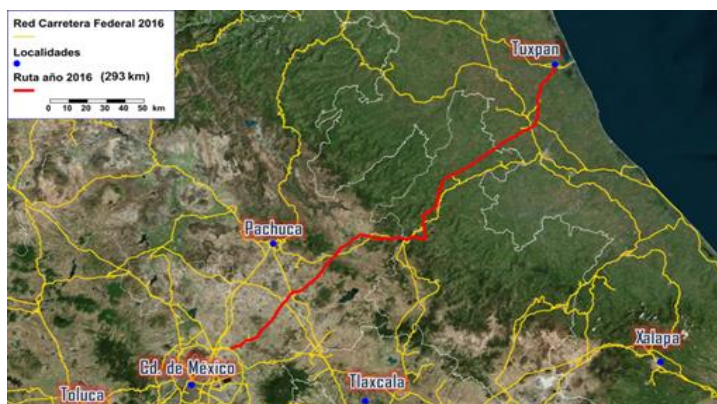 Red Carretera Federal 2016
Localidades
Ruta año 2016 (293 km)
0 10 20 30 40 50
km
Tuxpan
Pachuca
Xalapa
Cd. de México
Tlaxcala
Toluca